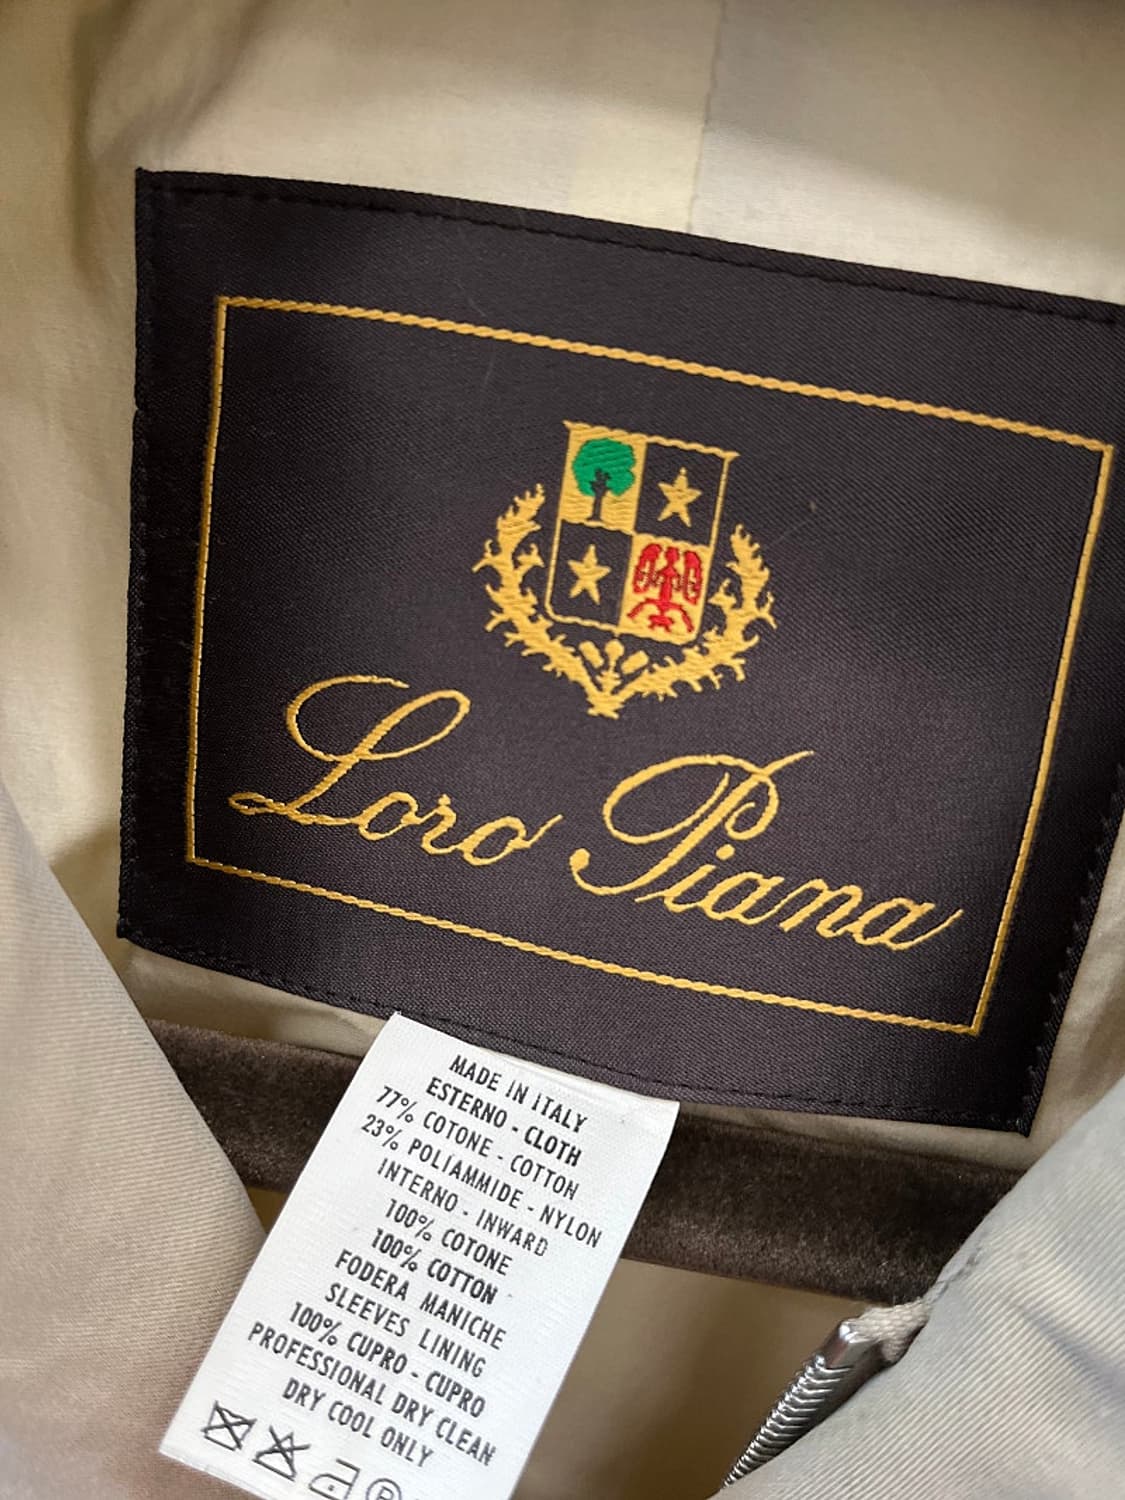 Loro Piana
MADE IN ITALY
ESTERNO - CLOTH
77% COTONE - COTTON
23% POLIAMMIDE - NYLON
INTERNO - INWARD
100% COTONE
100% COTTON
FODERA MANICHE
SLEEVES LINING
100% CUPRO - CUPRO
PROFESSIONAL DRY CLEAN
DRY COOL ONLY
P